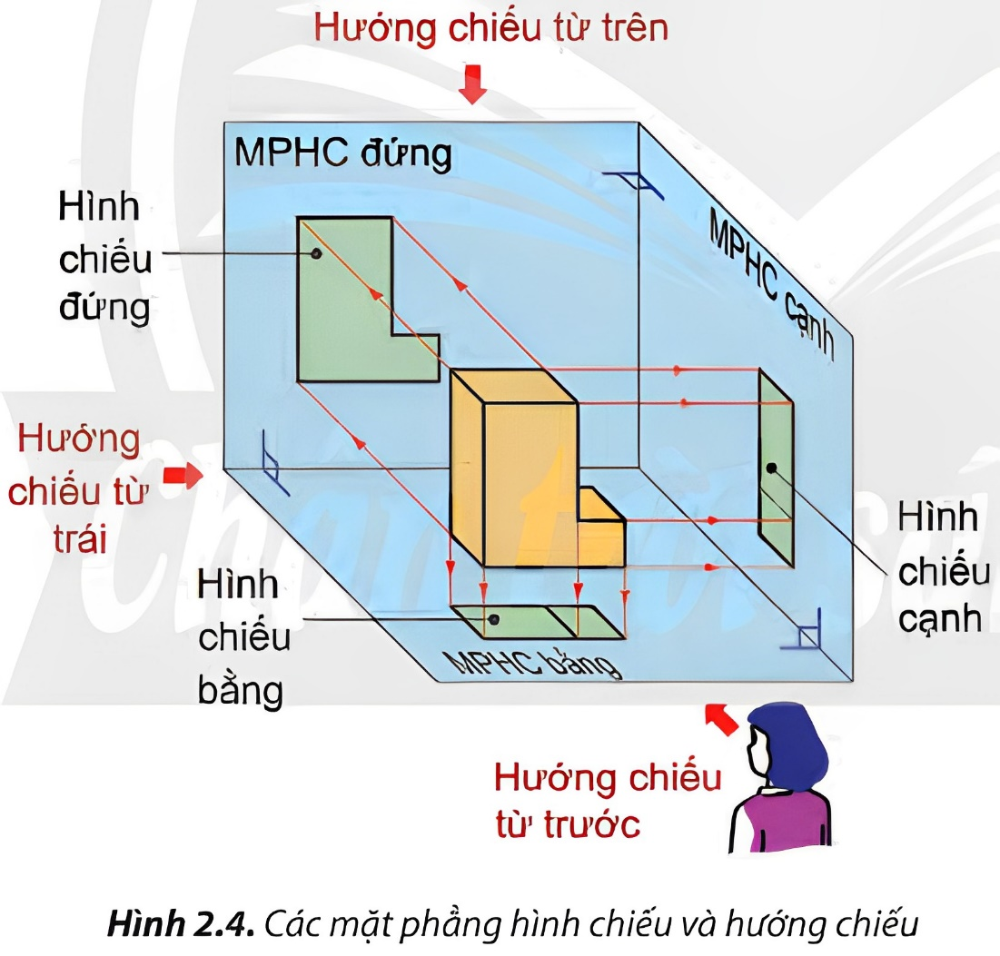 Hướng chiếu từ trên
MPHC đứng
Hình
chiếu
đứng
MPHC cạnh
Hướng
chiếu từ
trái
Hình
chiếu
cạnh
Hình
chiếu
bằng
MPHC bằng
Hướng chiếu
từ trước
Hình 2.4. Các mặt phẳng hình chiếu và hướng chiếu